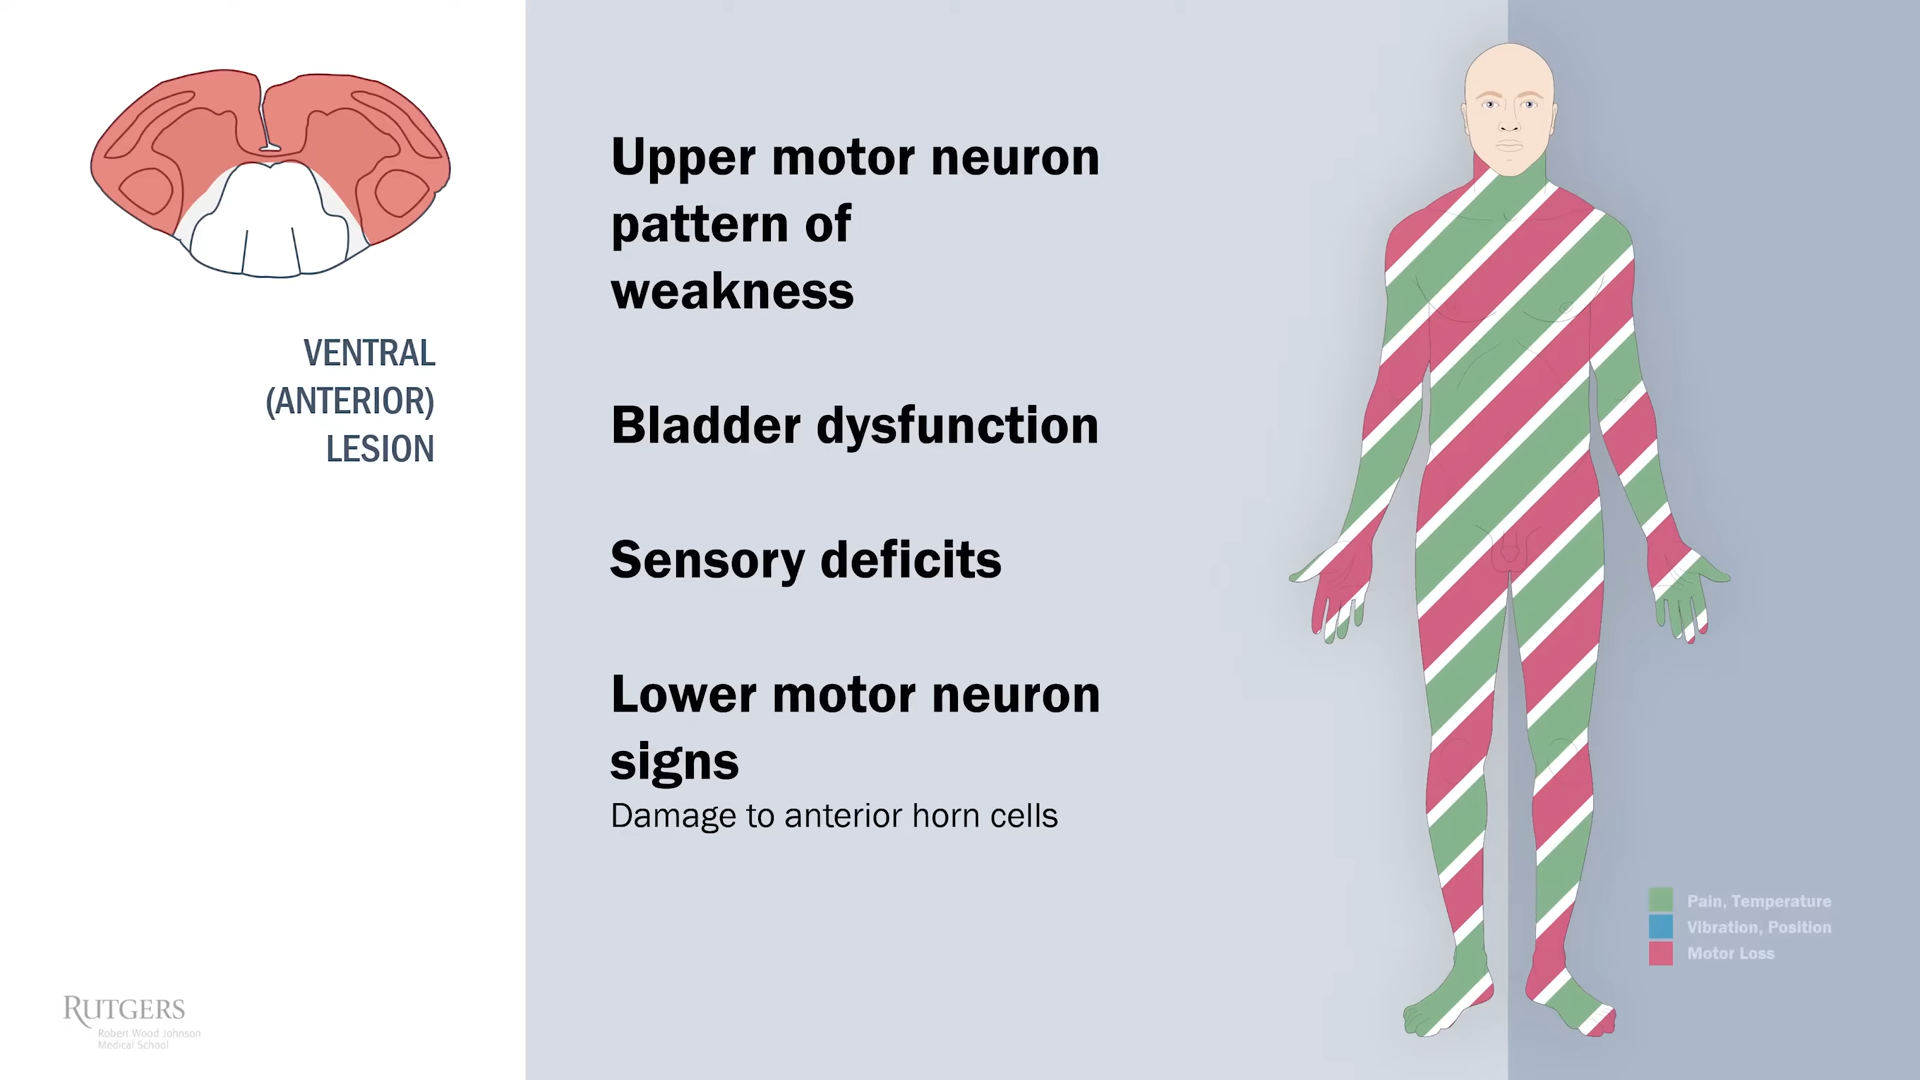 VENTRAL
(ANTERIOR)
LESION
Upper motor neuron
pattern of
weakness
Bladder dysfunction
Sensory deficits
Lower motor neuron
signs
Damage to anterior horn cells
Pain, Temperature
Vibration, Position
Motor Loss
RUTGERS
Robert Wood Johnson
Medical School